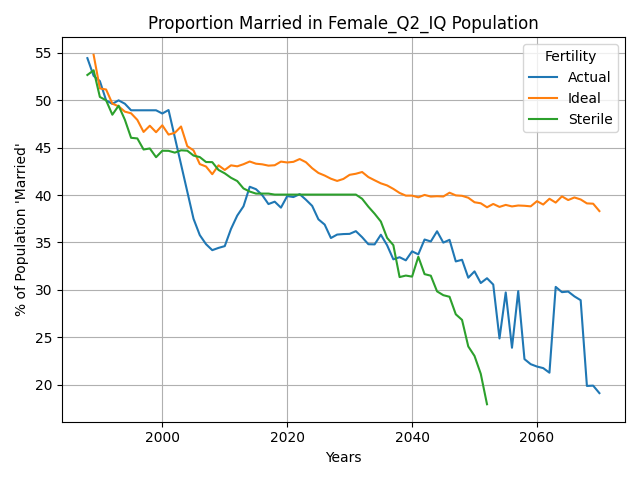 Proportion Married in Female_Q2_IQ Population
Fertility
Actual
Ideal
Sterile
% of Population 'Married'
55
50
45
40
35
30
25
20
2000
2020
2040
2060
Years